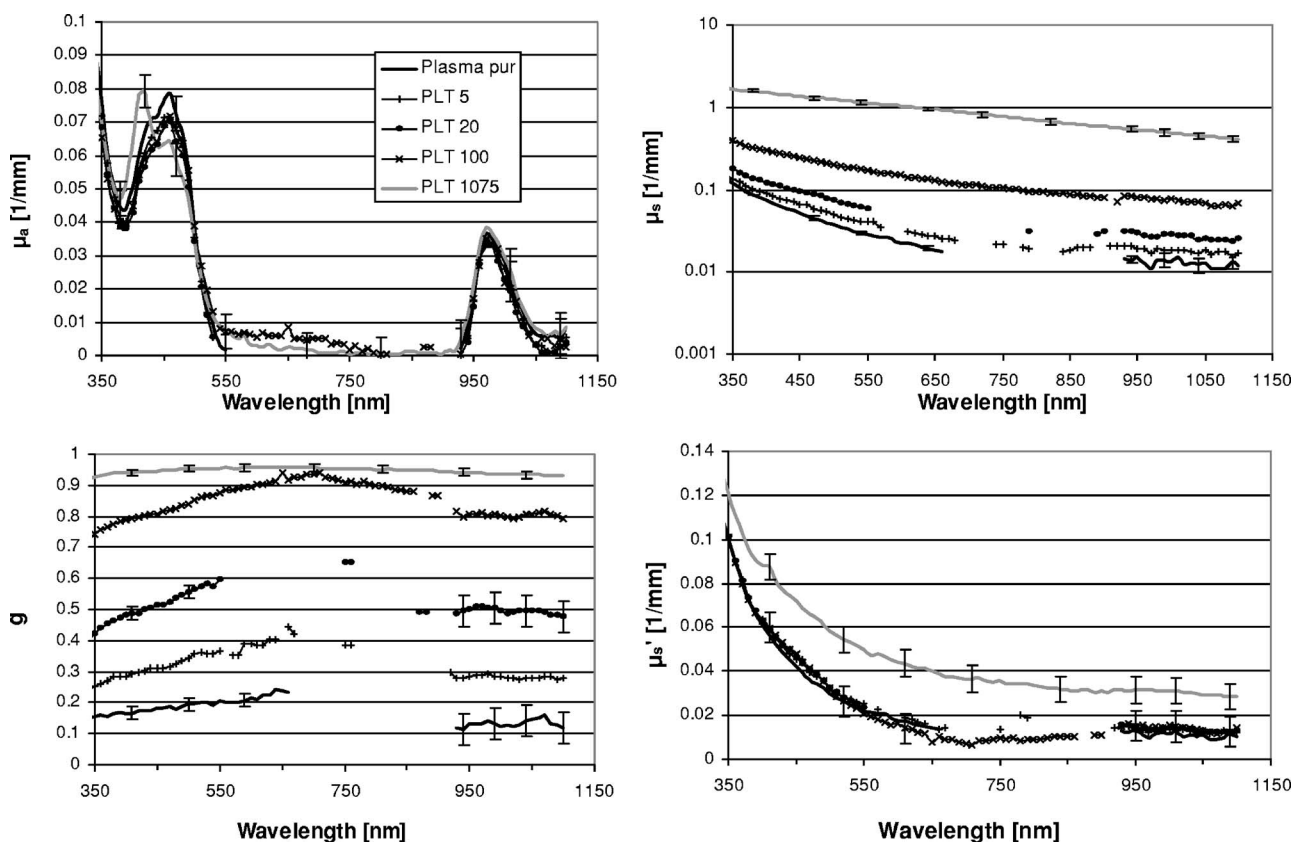 0.1
0.09
0.08
0.07
0.06
0.05
0.04
0.03
0.02
0.01
0
µa [1/mm]
350 550 750 950 1150
Wavelength [nm]
Plasma pur
PLT 5
PLT 20
PLT 100
PLT 1075
10
1
0.1
0.01
0.001
µs [1/mm]
350 450 550 650 750 850 950 1050 1150
Wavelength [nm]
1
0.9
0.8
0.7
0.6
0.5
0.4
0.3
0.2
0.1
0
g
350 550 750 950 1150
Wavelength [nm]
0.14
0.12
0.1
0.08
0.06
0.04
0.02
0
µs' [1/mm]
350 550 750 950 1150
Wavelength [nm]